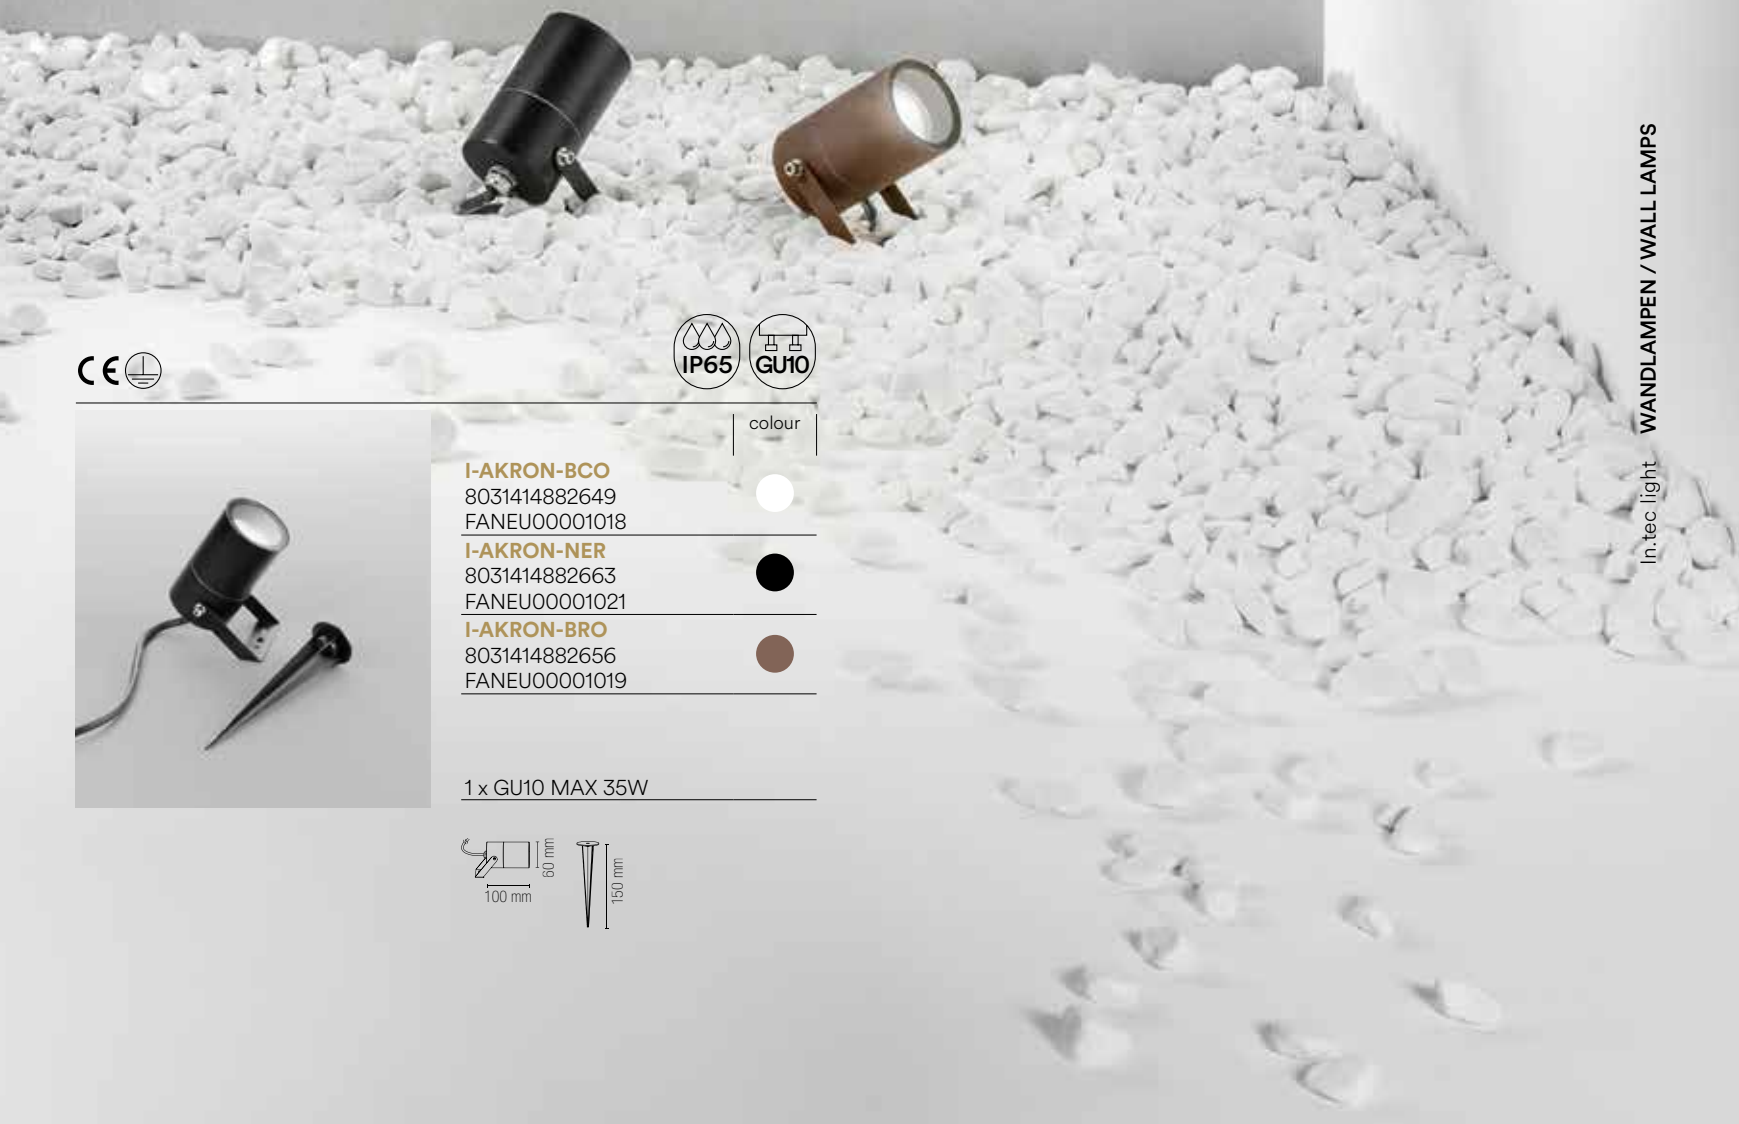 CE
IP65
GU10
colour
I-AKRON-BCO
8031414882649
FANEU00001018
I-AKRON-NER
8031414882663
FANEU00001021
I-AKRON-BRO
8031414882656
FANEU00001019
1 x GU10 MAX 35W
60 mm
100 mm
150 mm
In.tec light WANDLAMPEN / WALL LAMPS